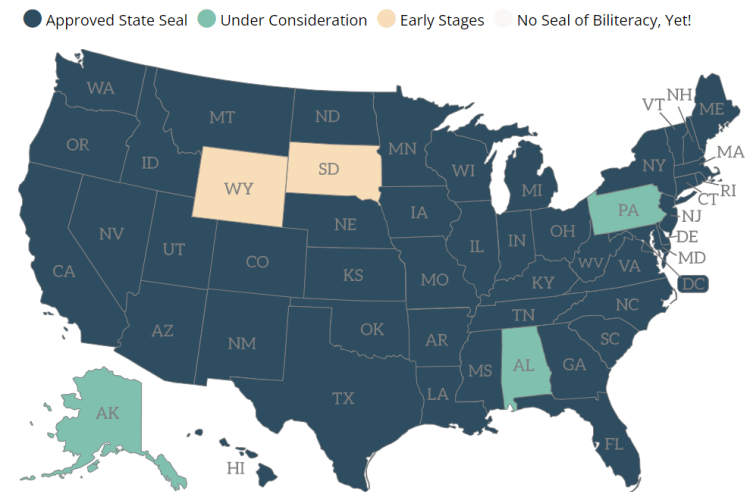 Approved State Seal Under Consideration Early Stages No Seal of Biliteracy, Yet!
WA
MT
ND
MN
VT
NH
ME
OR
ID
WY
SD
WI
MI
NY
MA
RI
CT
NV
UT
CO
NE
IA
IL
IN
OH
PA
NJ
DE
MD
DC
CA
KS
MO
KY
WV
VA
AZ
NM
OK
AR
TN
NC
SC
TX
LA
MS
AL
GA
FL
AK
HI